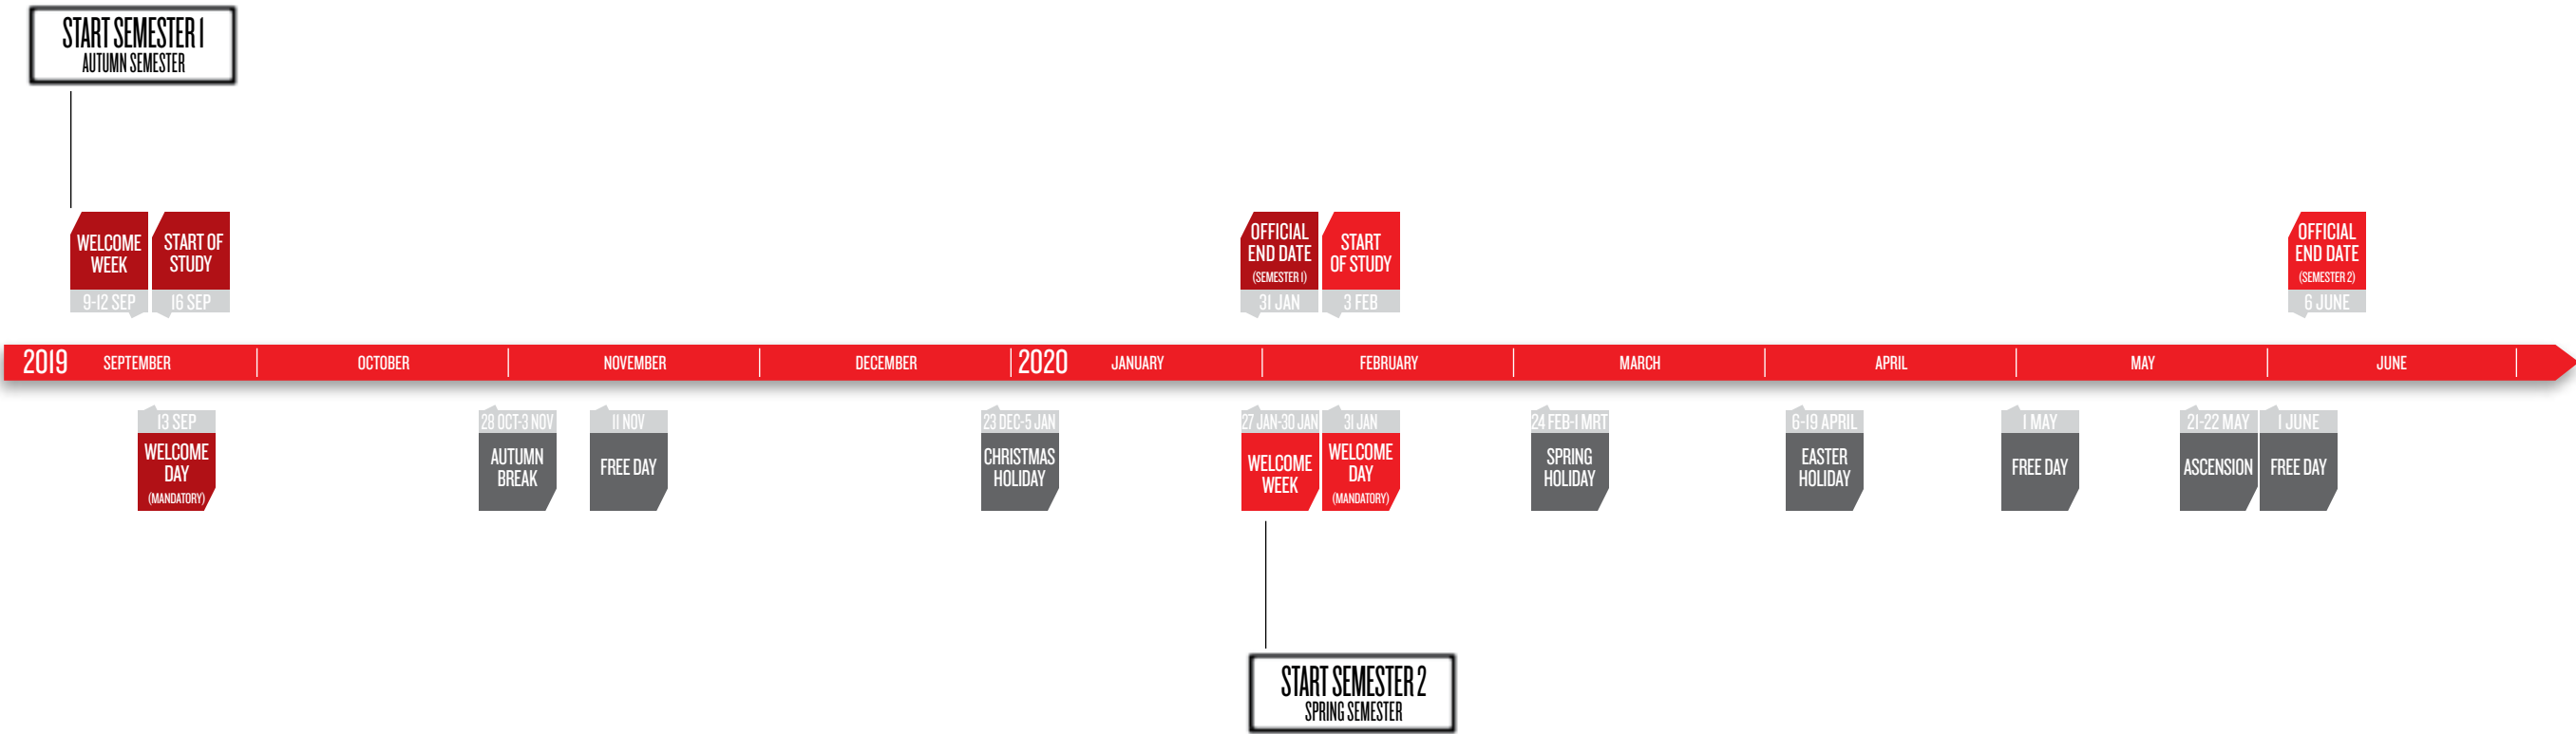 START SEMESTER 1
AUTUMN SEMESTER
WELCOME
WEEK
9-12 SEP
START OF
STUDY
16 SEP
OFFICIAL
END DATE
(SEMESTER 1)
31 JAN
START
OF STUDY
3 FEB
OFFICIAL
END DATE
(SEMESTER 2)
6 JUNE
2019 SEPTEMBER OCTOBER NOVEMBER DECEMBER 2020 JANUARY FEBRUARY MARCH APRIL MAY JUNE
13 SEP
WELCOME
DAY
(MANDATORY)
28 OCT-3 NOV
AUTUMN
BREAK
11 NOV
FREE DAY
23 DEC-5 JAN
CHRISTMAS
HOLIDAY
27 JAN-30 JAN
WELCOME
WEEK
31 JAN
WELCOME
DAY
(MANDATORY)
24 FEB-1 MRT
SPRING
HOLIDAY
6-19 APRIL
EASTER
HOLIDAY
1 MAY
FREE DAY
21-22 MAY
ASCENSION
1 JUNE
FREE DAY
START SEMESTER 2
SPRING SEMESTER